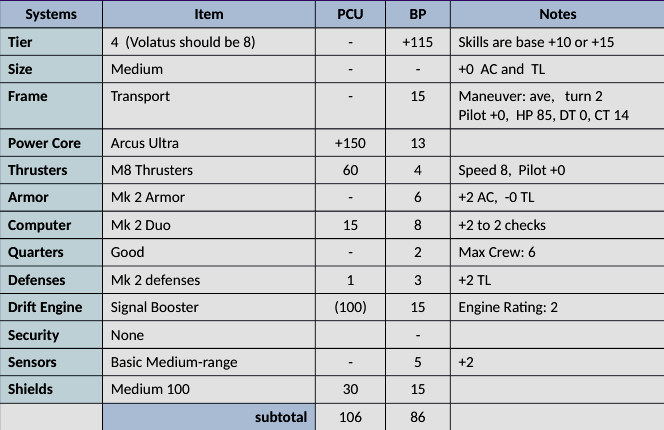 Systems Item PCU BP Notes
Tier 4 (Volatus should be 8) - +115 Skills are base +10 or +15
Size Medium - - +0 AC and TL
Frame Transport - 15 Maneuver: ave, turn 2
Pilot +0, HP 85, DT 0, CT 14
Power Core Arcus Ultra +150 13
Thrusters M8 Thrusters 60 4 Speed 8, Pilot +0
Armor Mk 2 Armor - 6 +2 AC, -0 TL
Computer Mk 2 Duo 15 8 +2 to 2 checks
Quarters Good - 2 Max Crew: 6
Defenses Mk 2 defenses 1 3 +2 TL
Drift Engine Signal Booster (100) 15 Engine Rating: 2
Security None -
Sensors Basic Medium-range - 5 +2
Shields Medium 100 30 15
subtotal 106 86